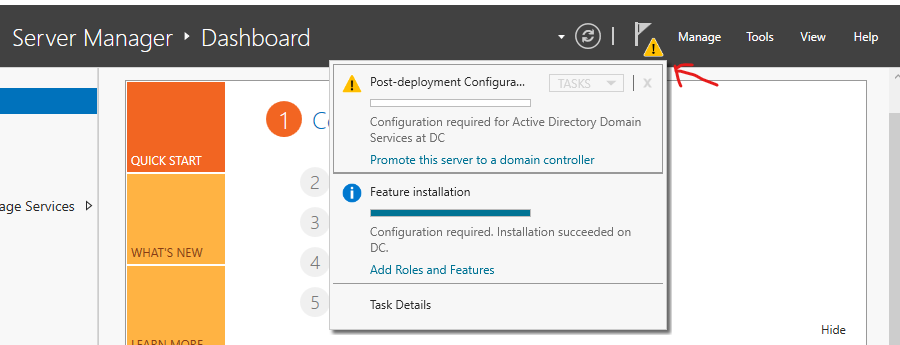 Server Manager ‣ Dashboard
Manage Tools View Help
Post-deployment Configura... TASKS X
Configuration required for Active Directory Domain
Services at DC
Promote this server to a domain controller
Feature installation
Configuration required. Installation succeeded on
DC.
Add Roles and Features
Task Details
age Services
QUICK START
WHAT'S NEW
LEARN MORE
1
2
3
4
5
Hide